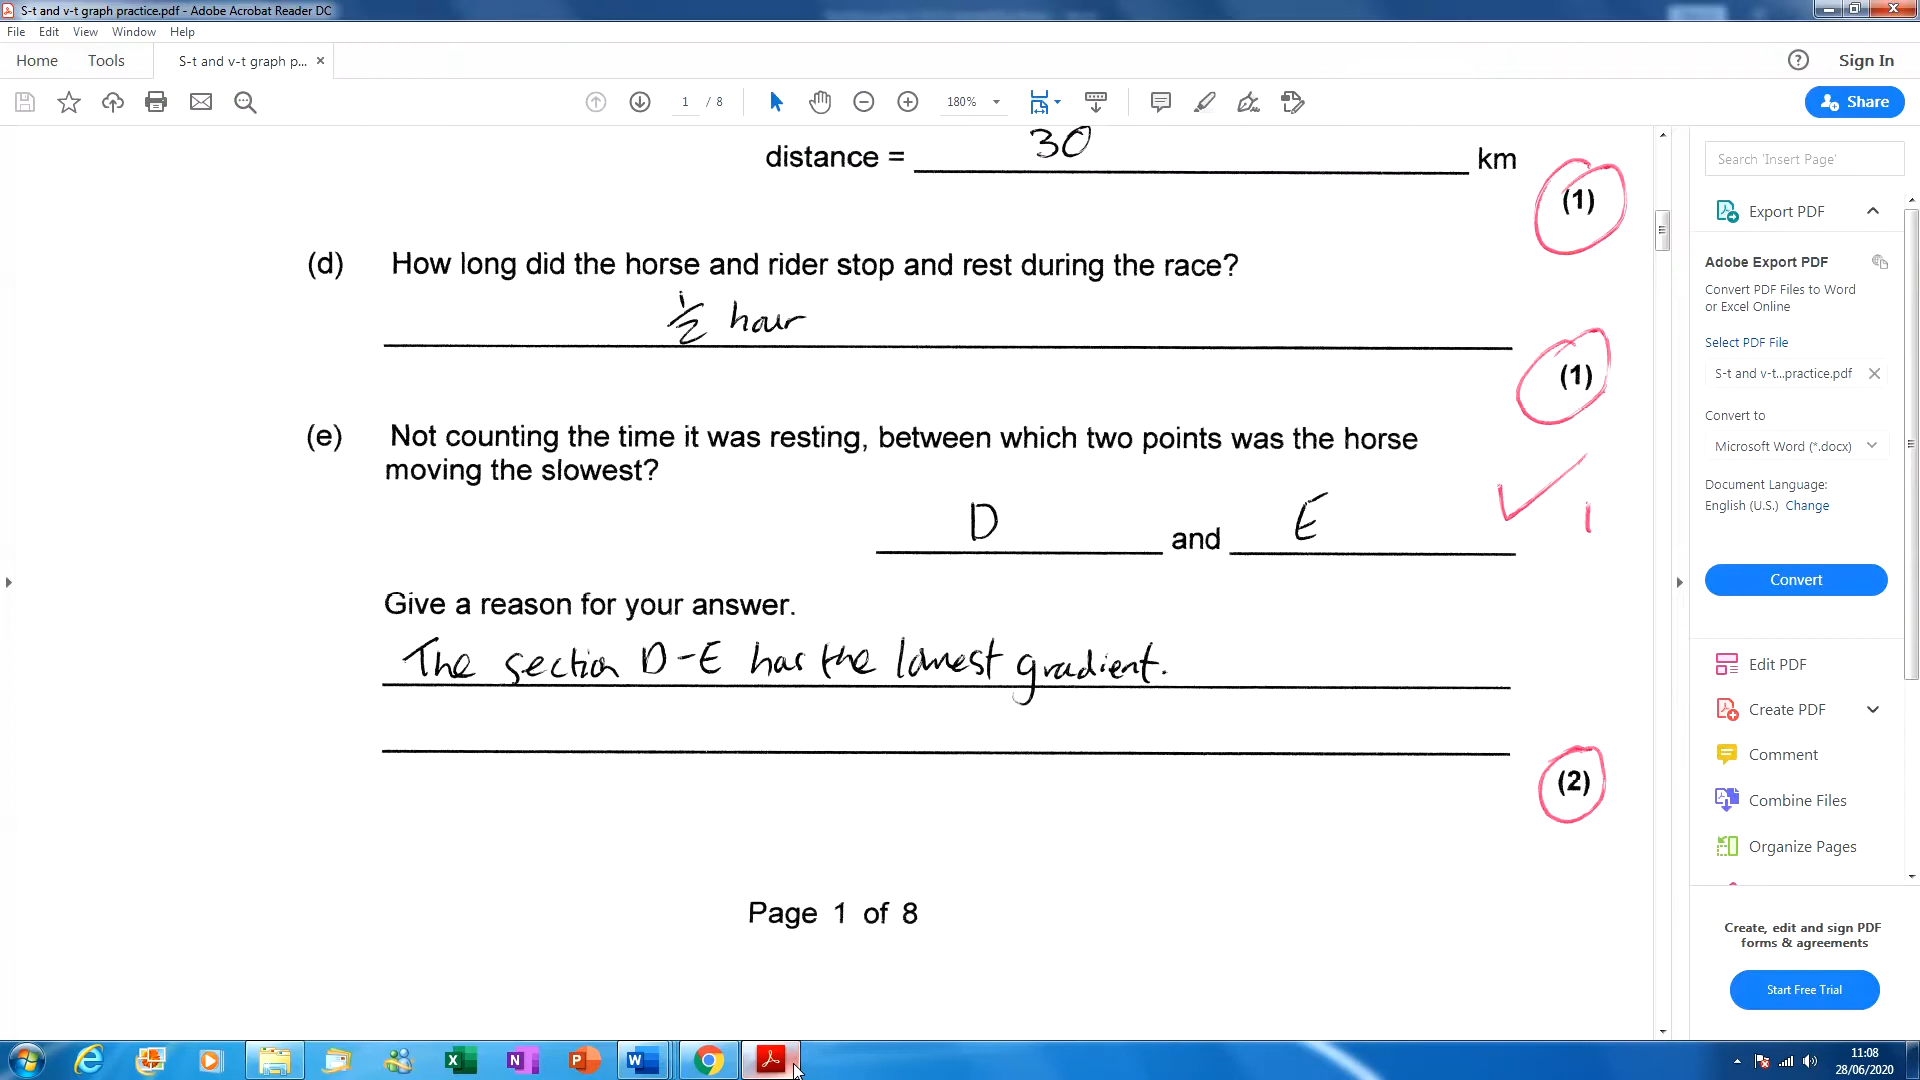 S-t and v-t graph practice.pdf - Adobe Acrobat Reader DC
File Edit View Window Help
Home Tools S-t and v-t graph p... × Sign In
1 / 8 180% Share
distance = 30 km
(1)
(d) How long did the horse and rider stop and rest during the race?
½ hour
(1)
(e) Not counting the time it was resting, between which two points was the horse
moving the slowest?
D and E
1
Give a reason for your answer.
The section D-E has the lowest gradient.
(2)
Page 1 of 8
Search 'Insert Page'
Export PDF
Adobe Export PDF
Convert PDF Files to Word
or Excel Online
Select PDF File
S-t and v-t...practice.pdf
Convert to
Microsoft Word (*.docx)
Document Language:
English (U.S.) Change
Convert
Edit PDF
Create PDF
Comment
Combine Files
Organize Pages
Create, edit and sign PDF
forms & agreements
Start Free Trial
11:08
28/06/2020